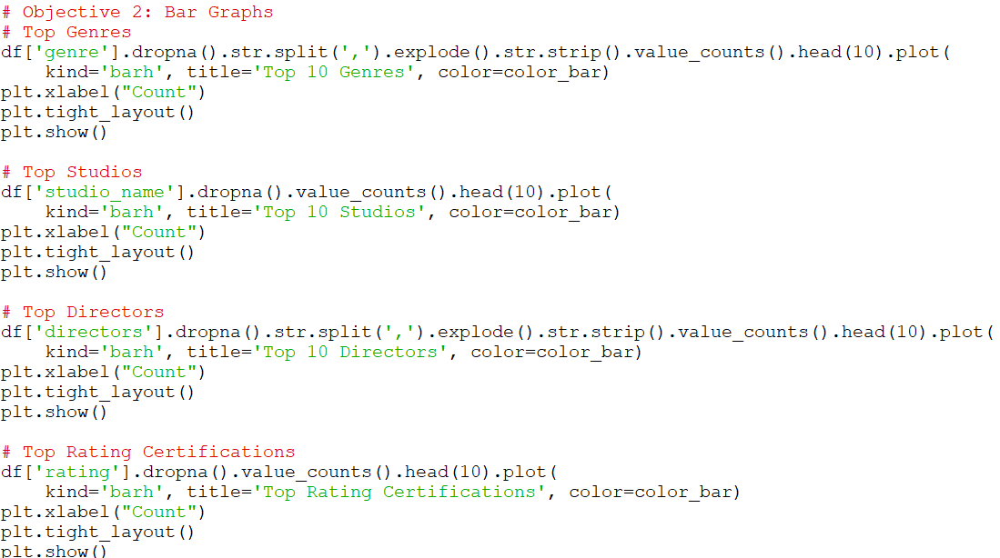 # Objective 2: Bar Graphs
# Top Genres
df['genre'].dropna().str.split(',').explode().str.strip().value_counts().head(10).plot(
    kind='barh', title='Top 10 Genres', color=color_bar)
plt.xlabel("Count")
plt.tight_layout()
plt.show()

# Top Studios
df['studio_name'].dropna().value_counts().head(10).plot(
    kind='barh', title='Top 10 Studios', color=color_bar)
plt.xlabel("Count")
plt.tight_layout()
plt.show()

# Top Directors
df['directors'].dropna().str.split(',').explode().str.strip().value_counts().head(10).plot(
    kind='barh', title='Top 10 Directors', color=color_bar)
plt.xlabel("Count")
plt.tight_layout()
plt.show()

# Top Rating Certifications
df['rating'].dropna().value_counts().head(10).plot(
    kind='barh', title='Top Rating Certifications', color=color_bar)
plt.xlabel("Count")
plt.tight_layout()
plt.show()